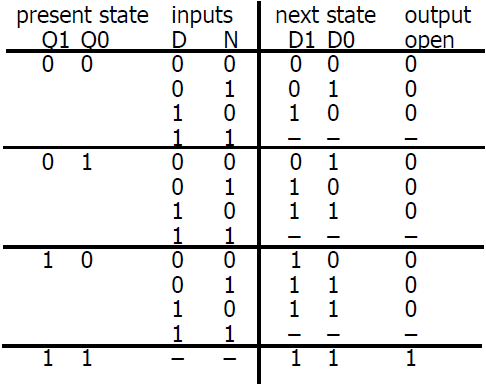 present state inputs next state output
Q1 Q0 D N D1 D0 open
0 0 0 0 0 0 0
0 1 0 1 0
1 0 1 0 0
1 1 – – –
0 1 0 0 0 1 0
0 1 1 0 0
1 0 1 1 0
1 1 – – –
1 0 0 0 1 0 0
0 1 1 1 0
1 0 1 1 0
1 1 – – –
1 1 – – 1 1 1